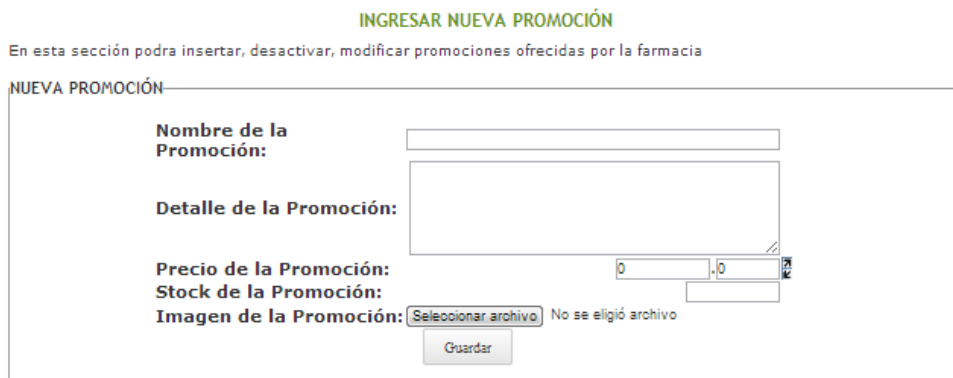 INGRESAR NUEVA PROMOCIÓN
En esta sección podra insertar, desactivar, modificar promociones ofrecidas por la farmacia
NUEVA PROMOCIÓN
Nombre de la
Promoción:
Detalle de la Promoción:
Precio de la Promoción: 0 .0
Stock de la Promoción:
Imagen de la Promoción: Seleccionar archivo No se eligió archivo
Guardar